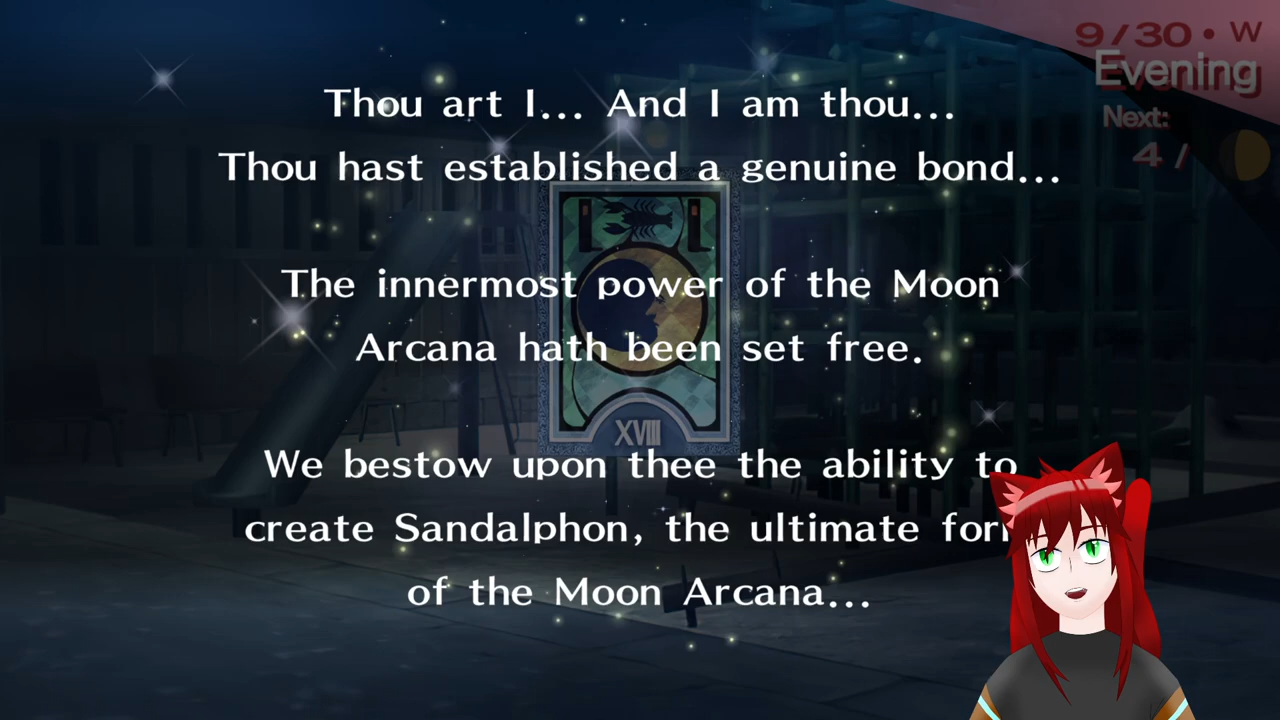 9/30 • W
Evening
Next:
4 /
Thou art I... And I am thou...
Thou hast established a genuine bond...
The innermost power of the Moon
Arcana hath been set free.
XVIII
We bestow upon thee the ability to
create Sandalphon, the ultimate for
of the Moon Arcana...